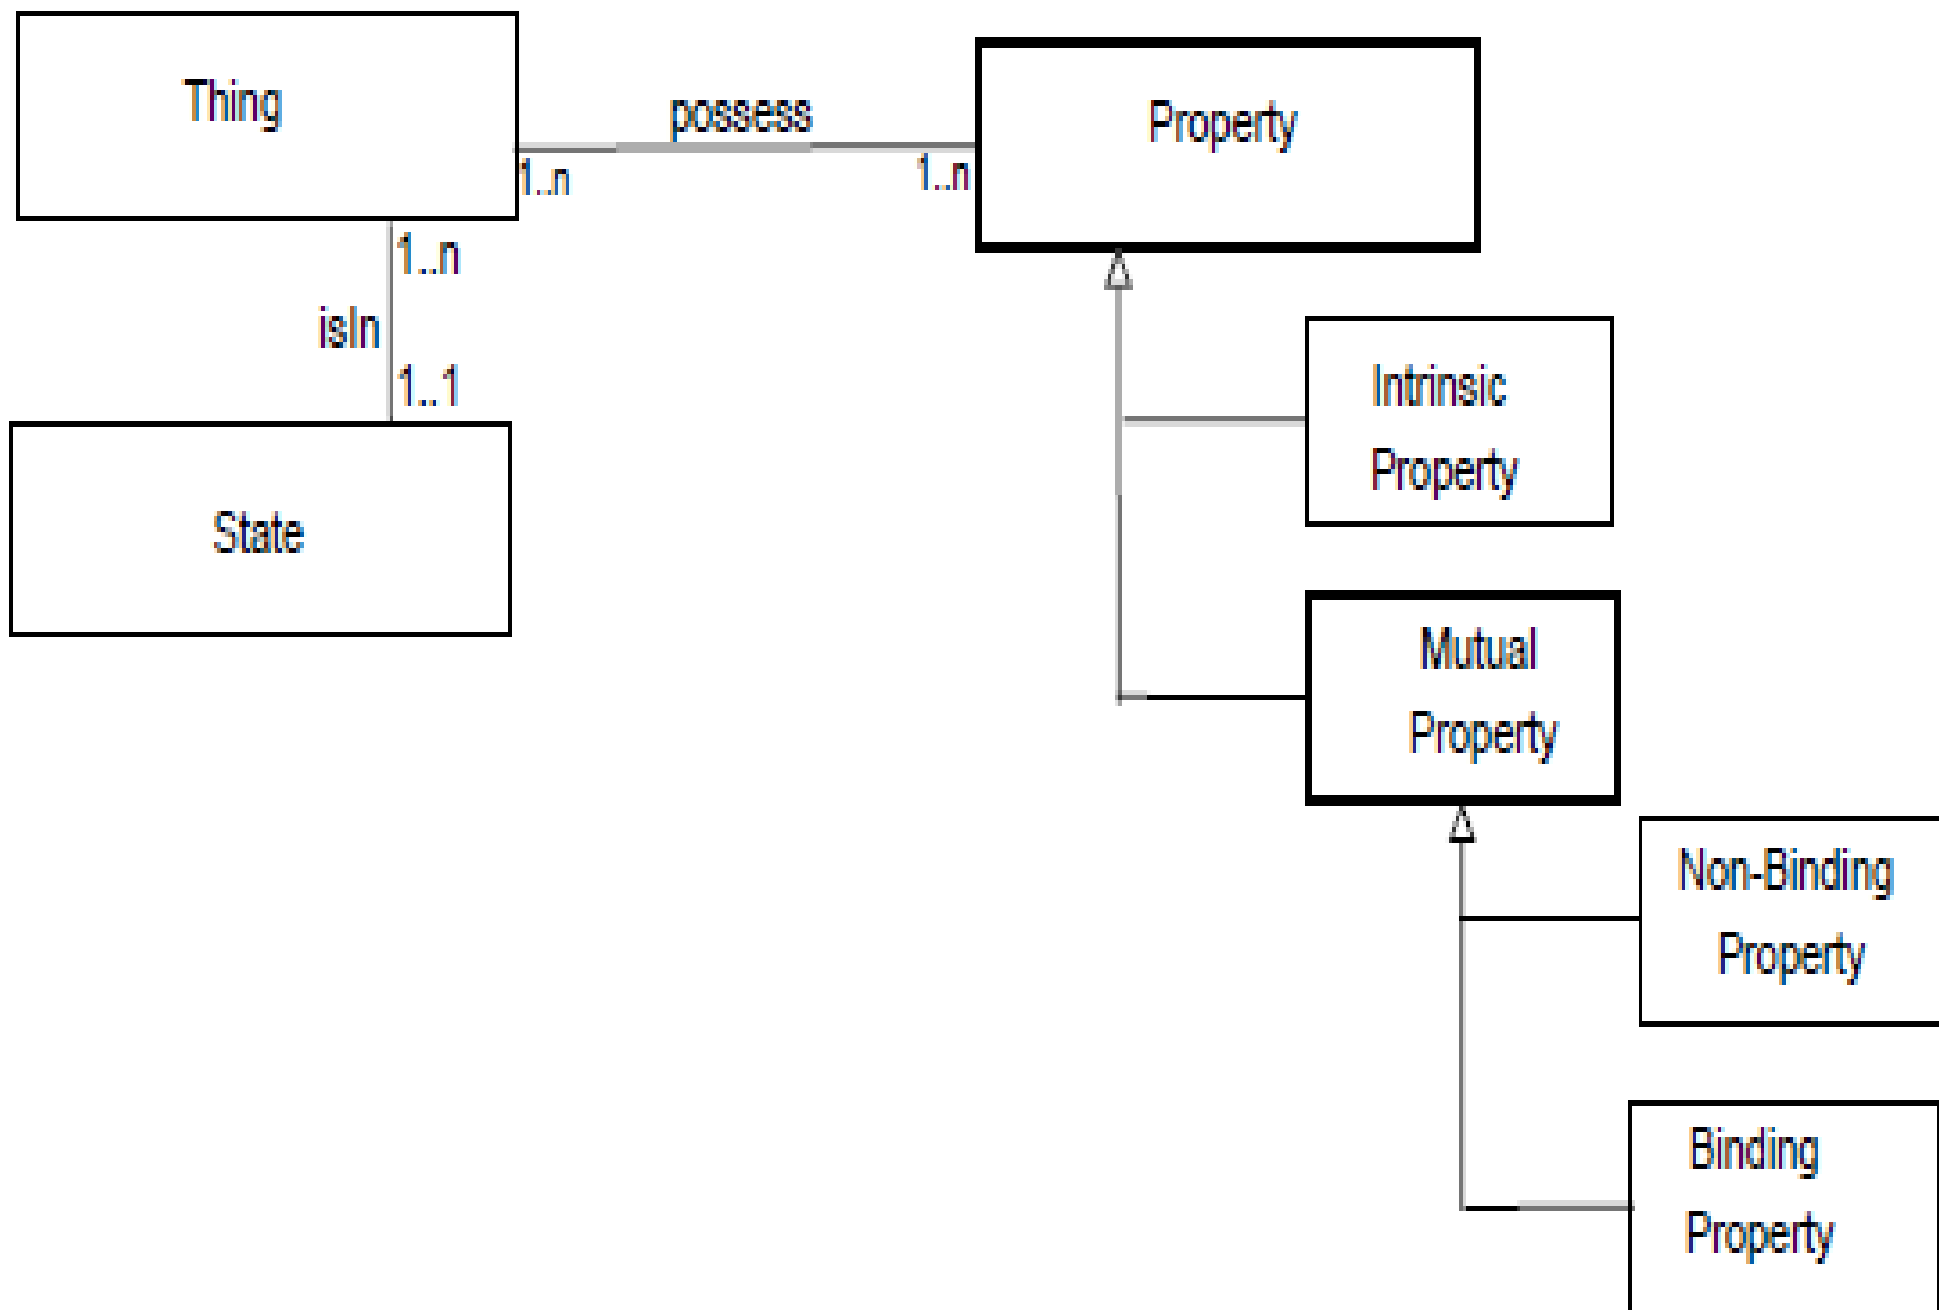 Thing
possess
Property
1..n
1..n
1..n
isIn
1..1
State
Intrinsic
Property
Mutual
Property
Non-Binding
Property
Binding
Property